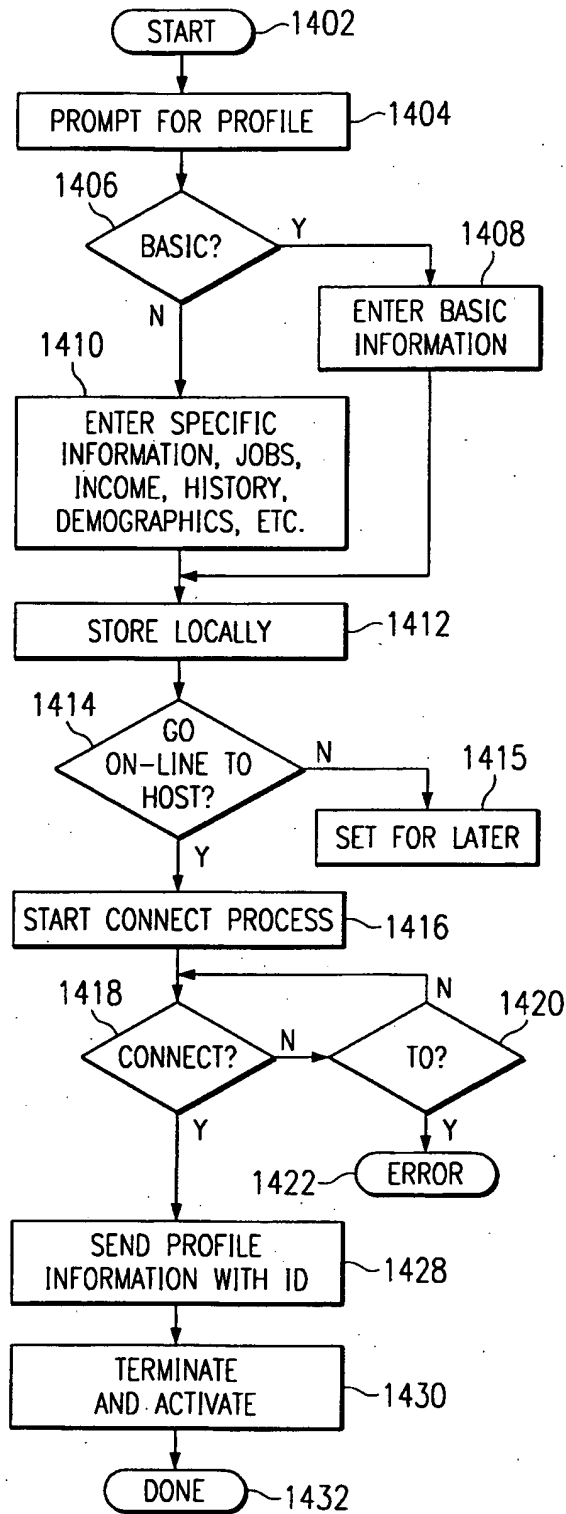 START
1402
PROMPT FOR PROFILE
1404
1406
BASIC?
Y
N
1408
ENTER BASIC
INFORMATION
1410
ENTER SPECIFIC
INFORMATION, JOBS,
INCOME, HISTORY,
DEMOGRAPHICS, ETC.
STORE LOCALLY
1412
1414
GO
ON-LINE TO
HOST?
N
Y
1415
SET FOR LATER
START CONNECT PROCESS
1416
1418
CONNECT?
N
Y
TO?
N
1420
Y
1422
ERROR
SEND PROFILE
INFORMATION WITH ID
1428
TERMINATE
AND ACTIVATE
1430
DONE
1432